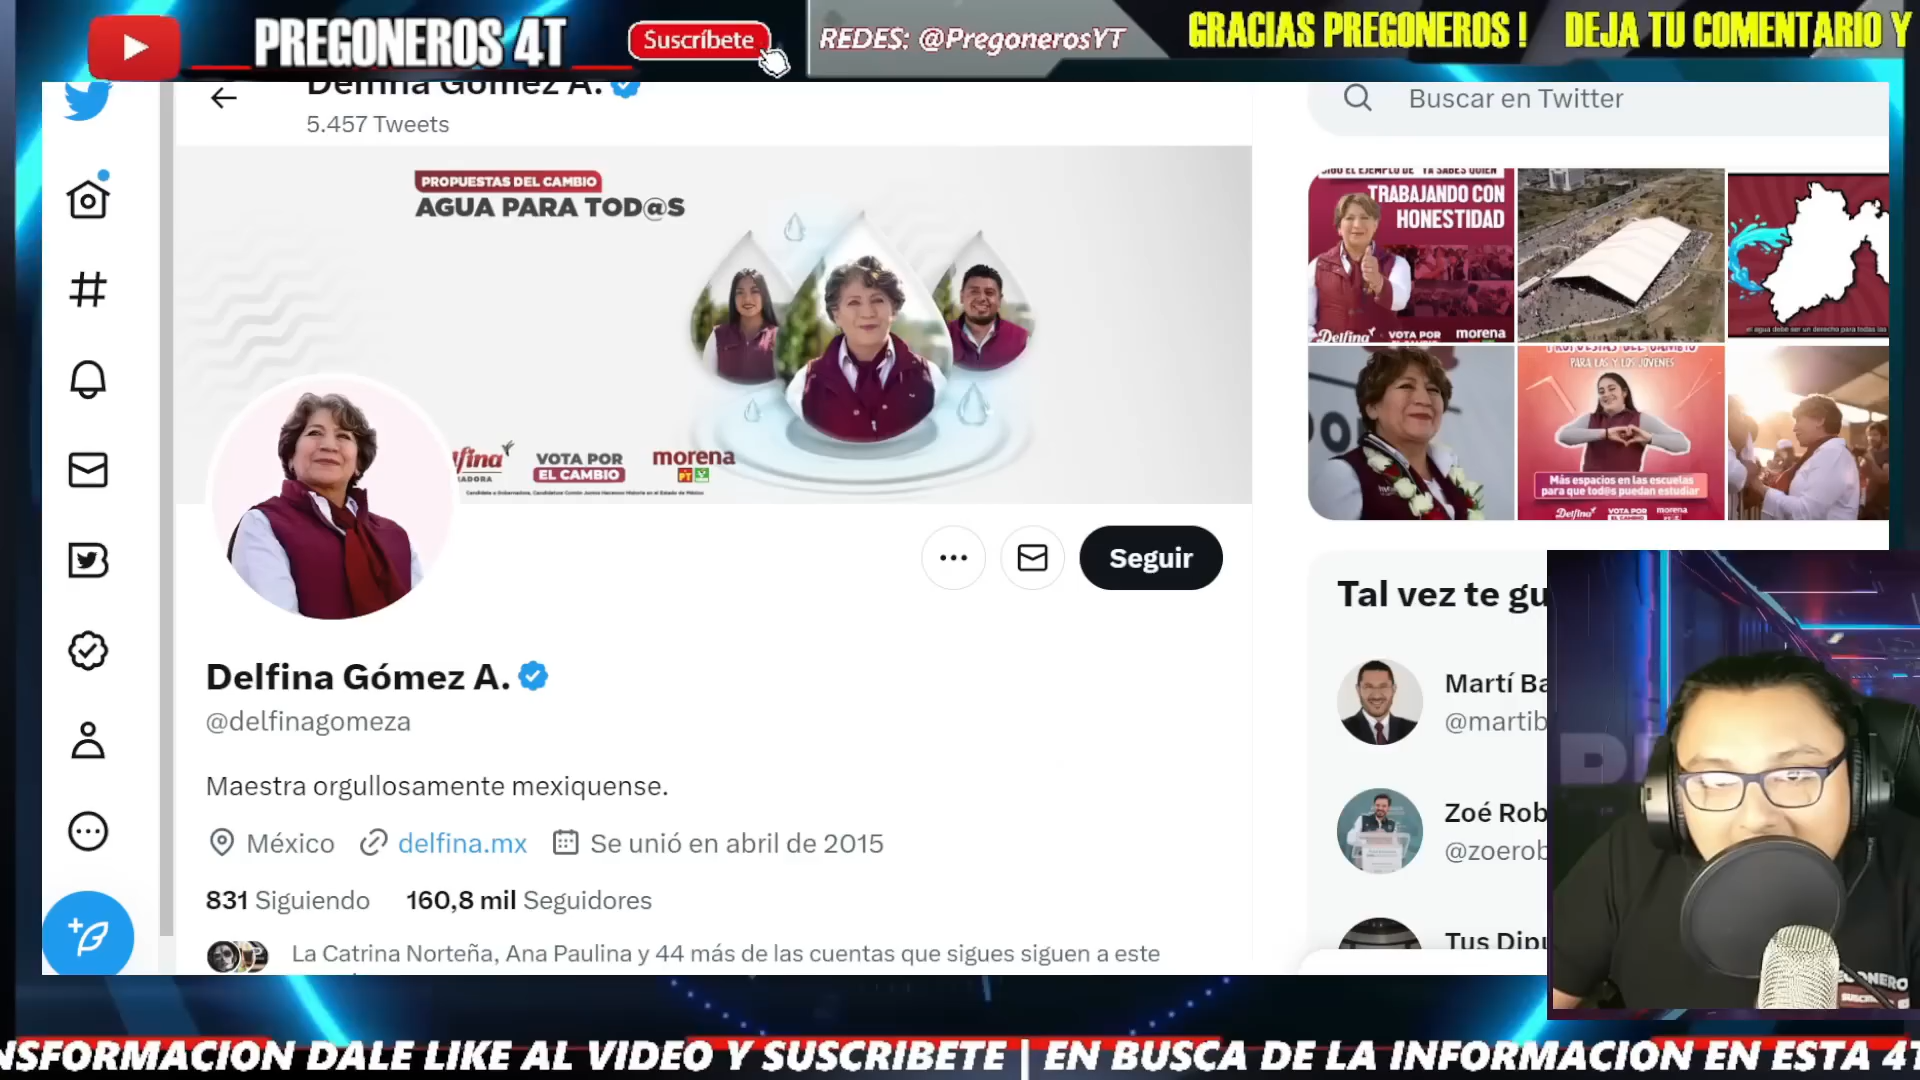 PREGONEROS 4T
Suscríbete
REDES: @PregonerosYT
GRACIAS PREGONEROS ! DEJA TU COMENTARIO Y
Delfina Gómez A.
5.457 Tweets
Buscar en Twitter
PROPUESTAS DEL CAMBIO
AGUA PARA TOD@S
VOTA POR
EL CAMBIO
morena
PT
Candidata a Gobernadora, Candidatura Común Juntos Hacemos Historia en el Estado de México
SIGO EL EJEMPLO DE "YA SABES QUIÉN"
TRABAJANDO CON
HONESTIDAD
Delfina
VOTA POR
morena
el agua debe ser un derecho para todas las
PROPUESTAS DEL CAMBIO
PARA LAS Y LOS JÓVENES
Más espacios en las escuelas
para que tod@s puedan estudiar
Delfina
VOTA POR
EL CAMBIO
morena
Seguir
Delfina Gómez A.
@delfinagomeza
Maestra orgullosamente mexiquense.
México delfina.mx Se unió en abril de 2015
831 Siguiendo 160,8 mil Seguidores
La Catrina Norteña, Ana Paulina y 44 más de las cuentas que sigues siguen a este
Tal vez te gu
Martí Ba
@martib
Zoé Rob
@zoerob
Tus Dipu
NSFORMACION DALE LIKE AL VIDEO Y SUSCRIBETE | EN BUSCA DE LA INFORMACION EN ESTA 4T